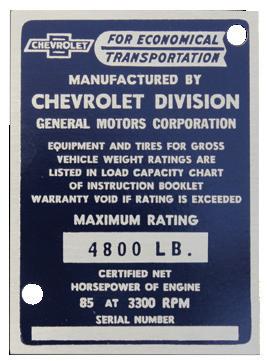 CHEVROLET
FOR ECONOMICAL
TRANSPORTATION
MANUFACTURED BY
CHEVROLET DIVISION
GENERAL MOTORS CORPORATION
EQUIPMENT AND TIRES FOR GROSS
VEHICLE WEIGHT RATINGS ARE
LISTED IN LOAD CAPACITY CHART
OF INSTRUCTION BOOKLET
WARRANTY VOID IF RATING IS EXCEEDED
MAXIMUM RATING
4800 LB.
CERTIFIED NET
HORSEPOWER OF ENGINE
85 AT 3300 RPM
SERIAL NUMBER